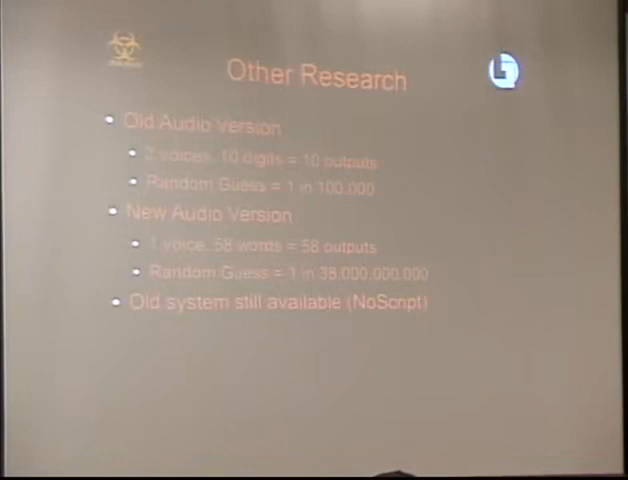 Other Research
Old Audio Version
2 voices, 10 digits = 10 outputs
Random Guess = 1 in 100,000
New Audio Version
1 voice, 58 words = 58 outputs
Random Guess = 1 in 38,000,000,000
Old system still available (NoScript)